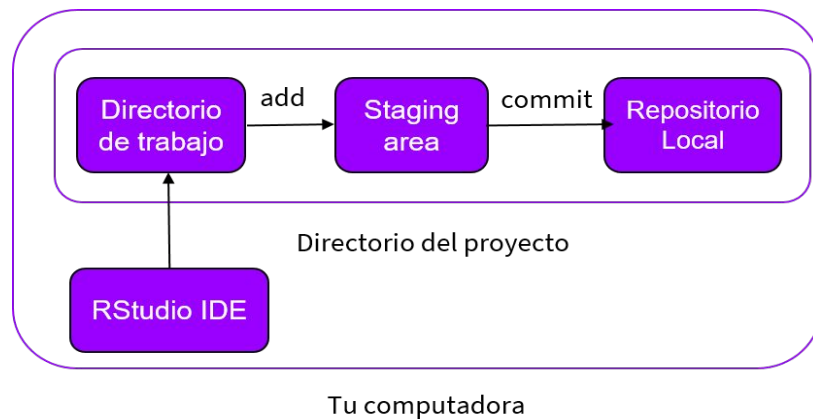 Directorio
de trabajo
add
Staging
area
commit
Repositorio
Local
Directorio del proyecto
RStudio IDE
Tu computadora